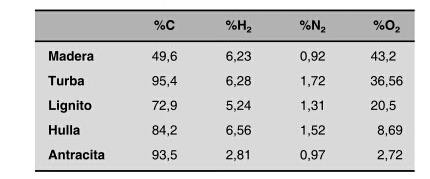 %C %H₂ %N₂ %O₂
Madera 49,6 6,23 0,92 43,2
Turba 95,4 6,28 1,72 36,56
Lignito 72,9 5,24 1,31 20,5
Hulla 84,2 6,56 1,52 8,69
Antracita 93,5 2,81 0,97 2,72